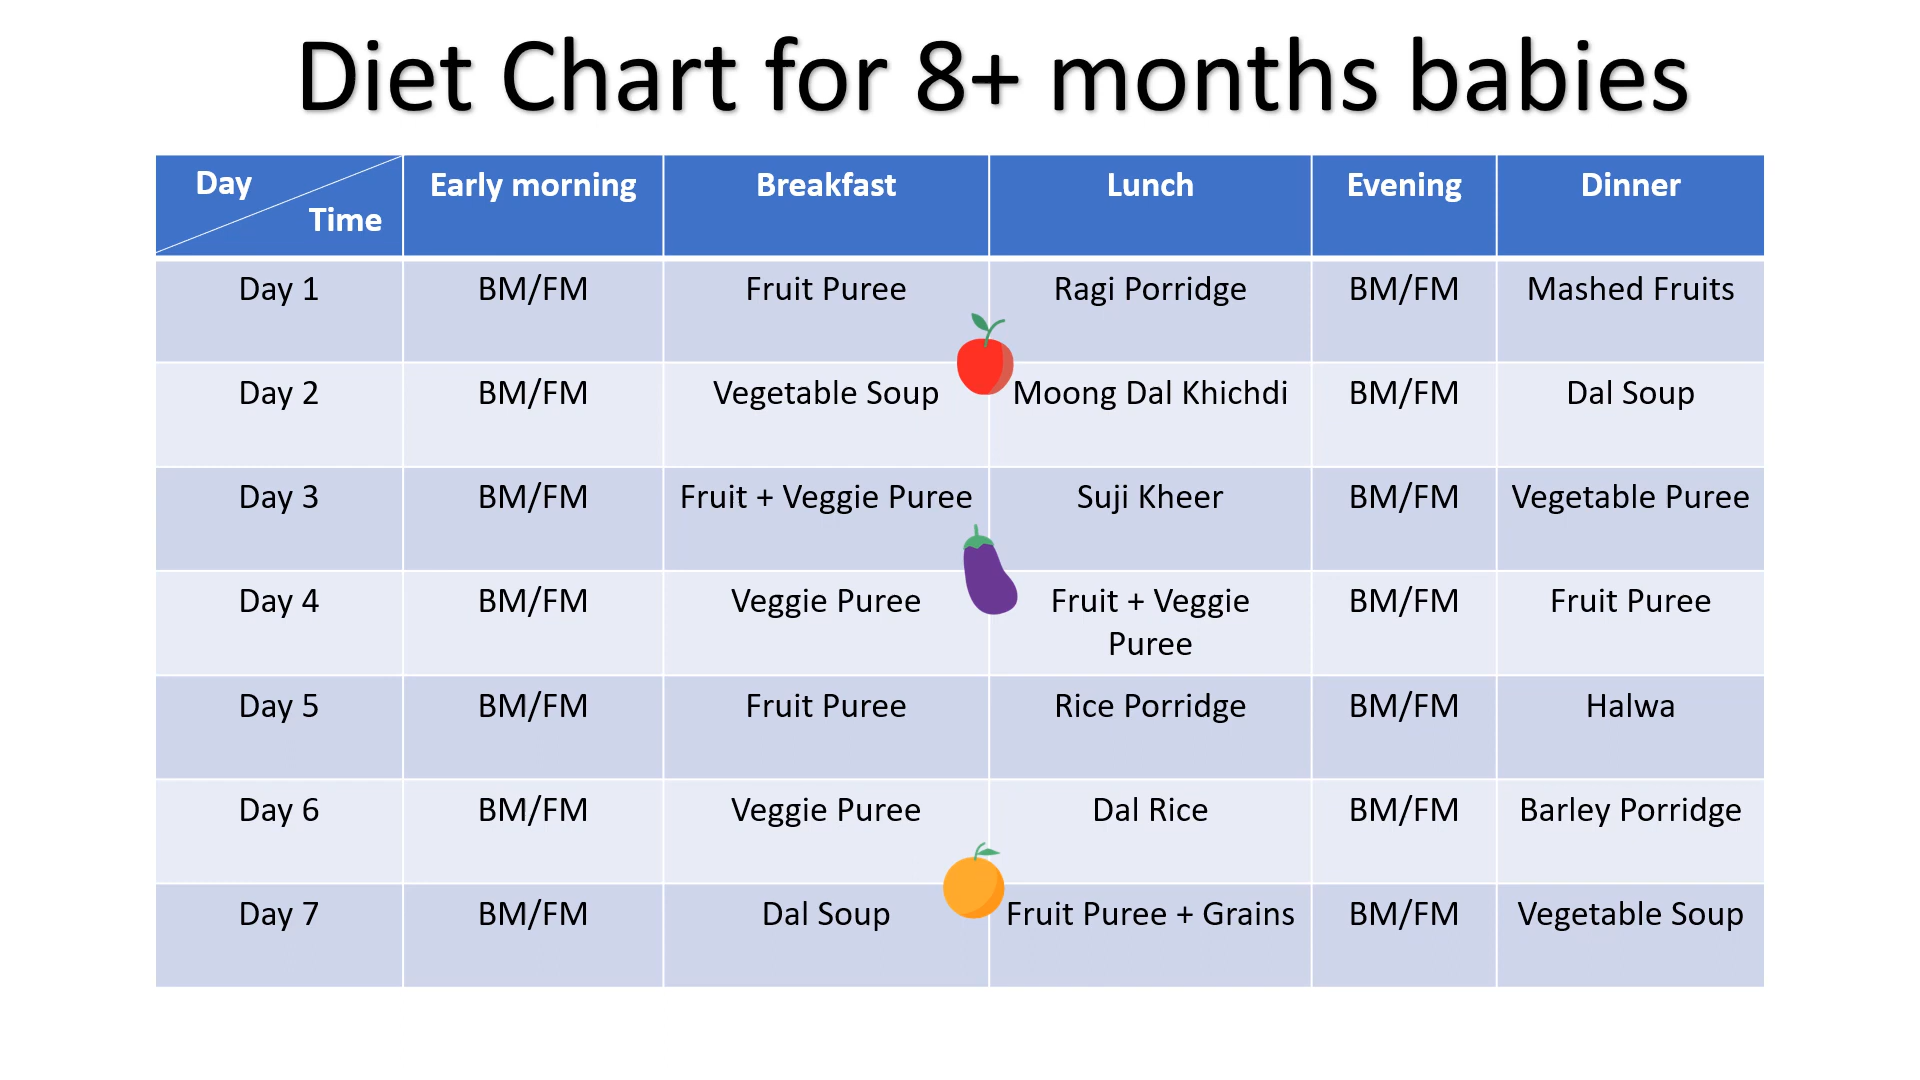 Diet Chart for 8+ months babies
Day Time Early morning Breakfast Lunch Evening Dinner
Day 1 BM/FM Fruit Puree Ragi Porridge BM/FM Mashed Fruits
Day 2 BM/FM Vegetable Soup Moong Dal Khichdi BM/FM Dal Soup
Day 3 BM/FM Fruit + Veggie Puree Suji Kheer BM/FM Vegetable Puree
Day 4 BM/FM Veggie Puree Fruit + Veggie Puree BM/FM Fruit Puree
Day 5 BM/FM Fruit Puree Rice Porridge BM/FM Halwa
Day 6 BM/FM Veggie Puree Dal Rice BM/FM Barley Porridge
Day 7 BM/FM Dal Soup Fruit Puree + Grains BM/FM Vegetable Soup